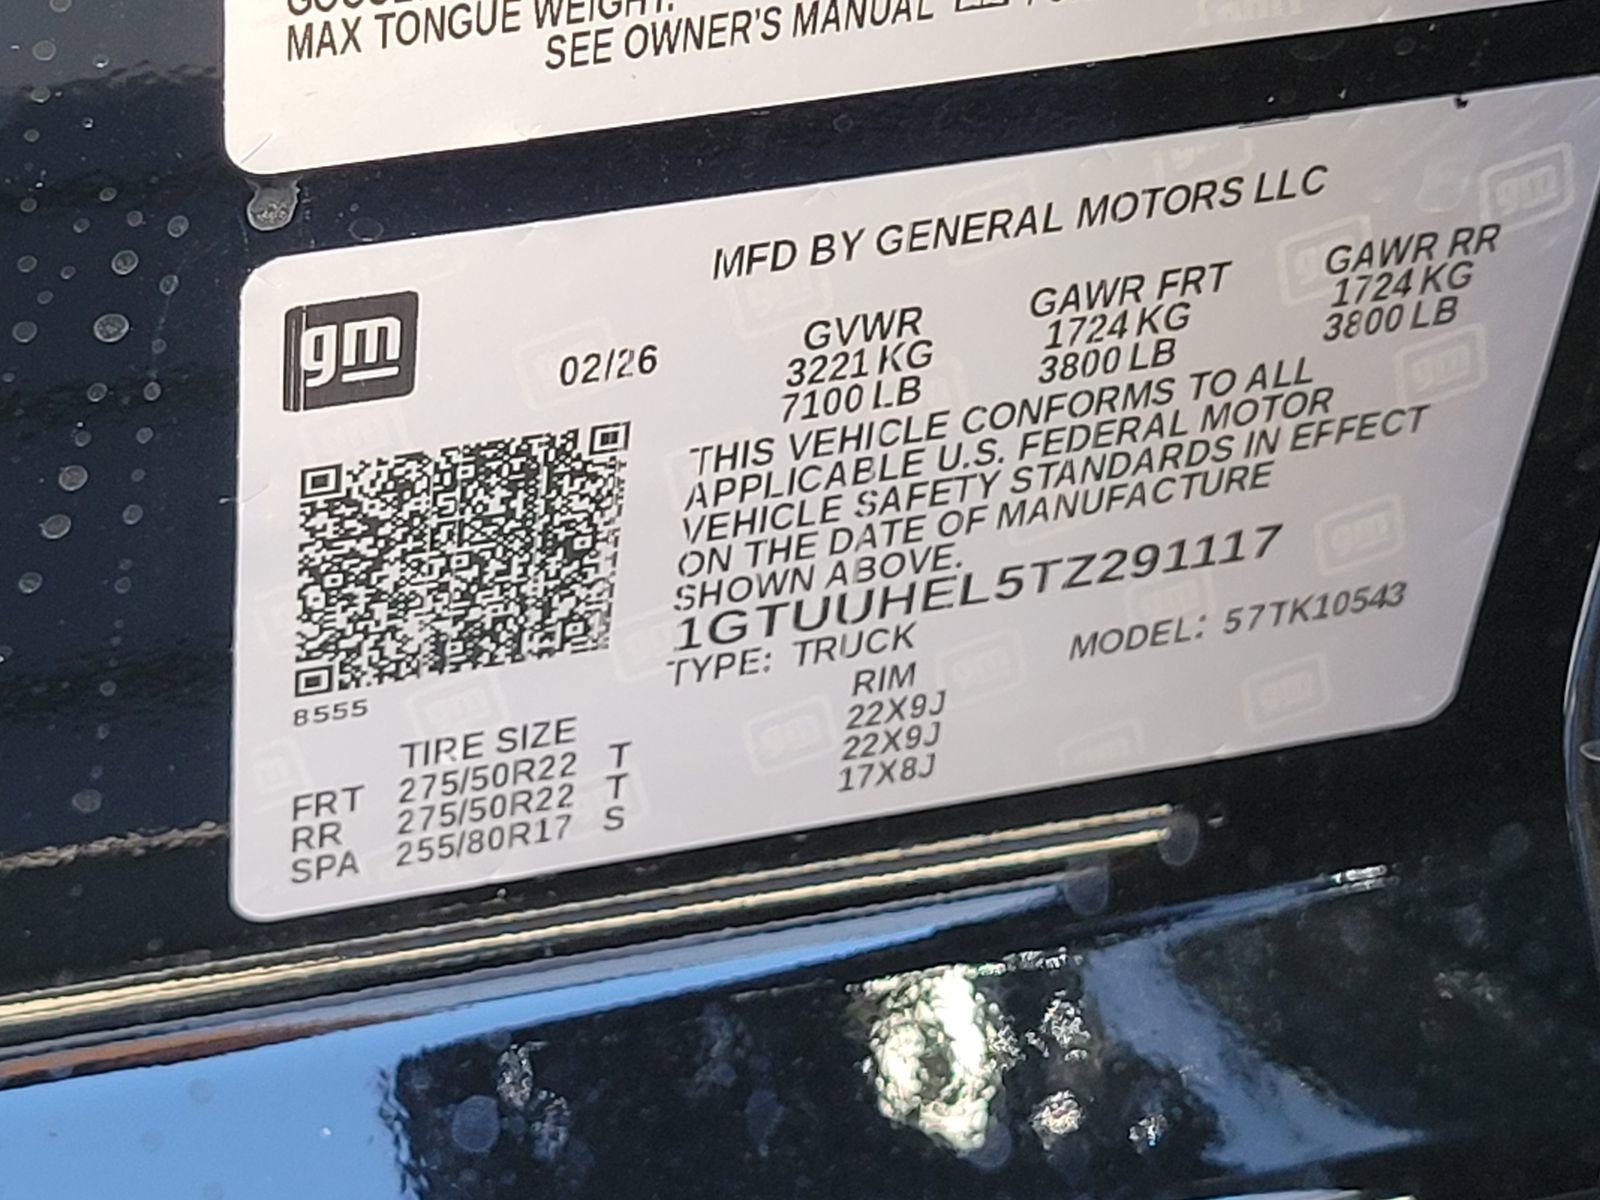 MAX TONGUE WEIGHT:
SEE OWNER'S MANUAL
MFD BY GENERAL MOTORS LLC
gm
02/26
GVWR GAWR FRT GAWR RR
3221 KG 1724 KG 1724 KG
7100 LB 3800 LB 3800 LB
THIS VEHICLE CONFORMS TO ALL
APPLICABLE U.S. FEDERAL MOTOR
VEHICLE SAFETY STANDARDS IN EFFECT
ON THE DATE OF MANUFACTURE
SHOWN ABOVE.
1GTUUHEL5TZ291117
TYPE: TRUCK MODEL: 57TK10543
8555
TIRE SIZE RIM
FRT 275/50R22 T 22X9J
RR 275/50R22 T 22X9J
SPA 255/80R17 S 17X8J